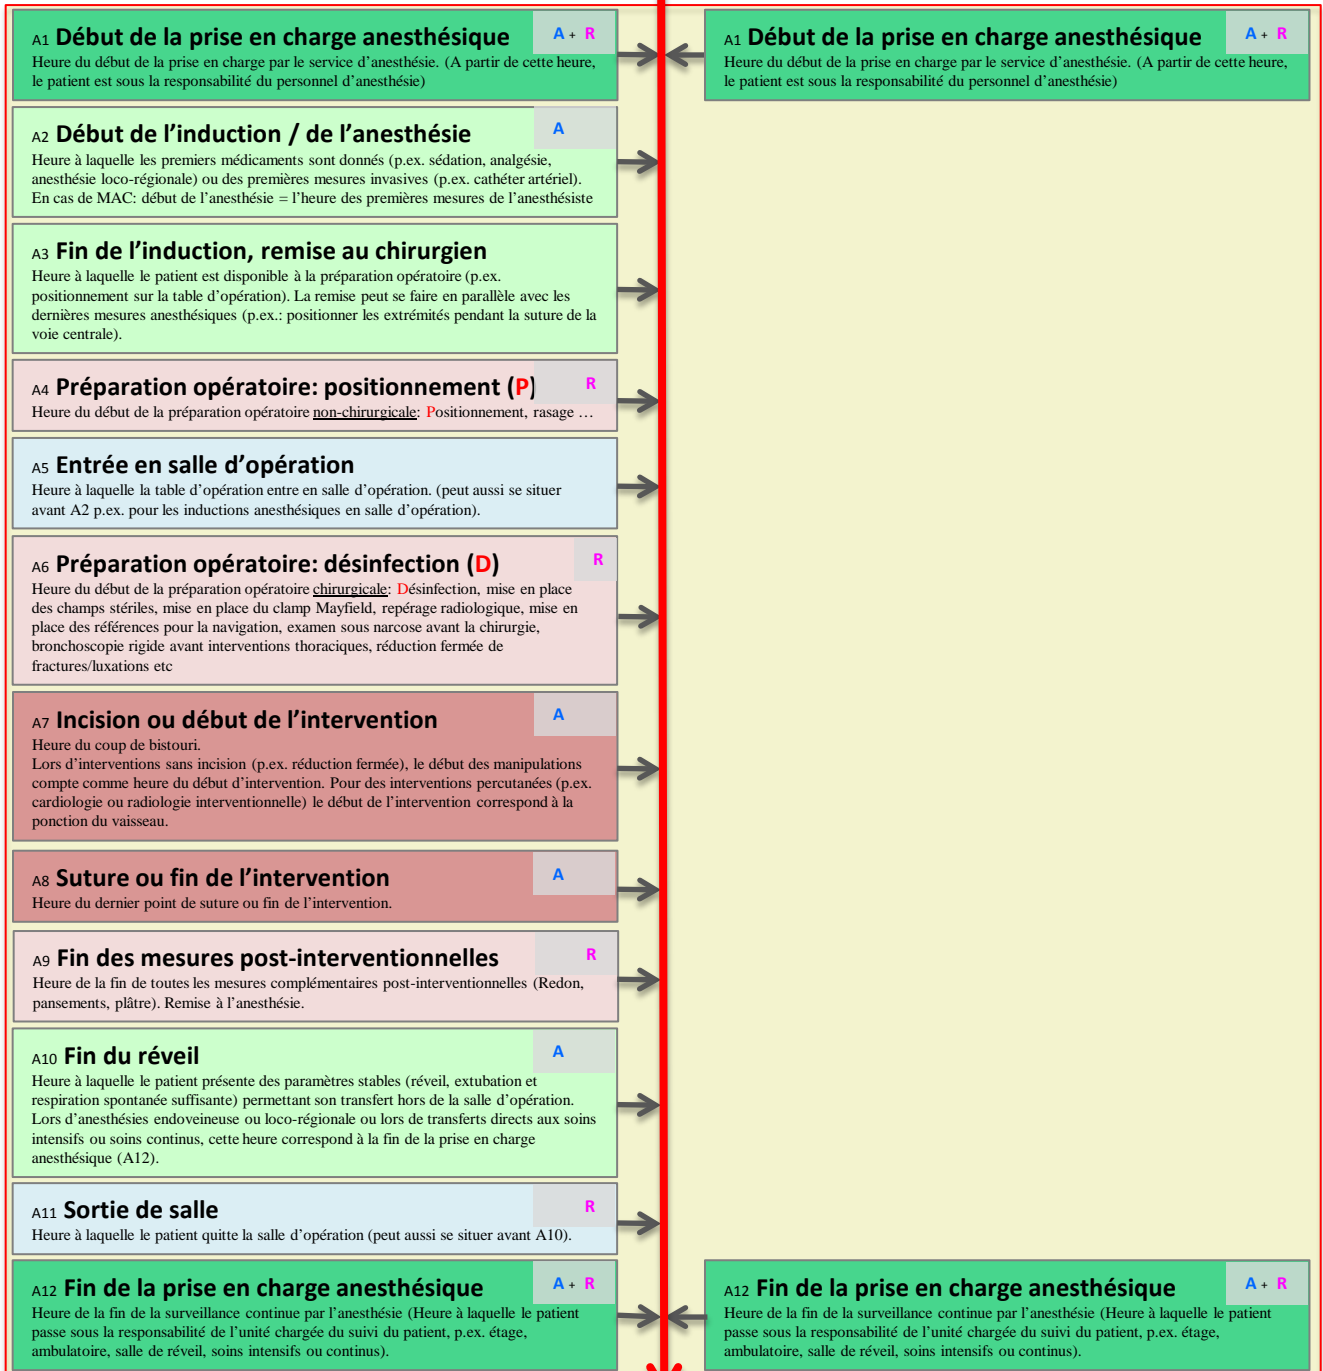 A1 Début de la prise en charge anesthésique A + R
Heure du début de la prise en charge par le service d’anesthésie. (A partir de cette heure,
le patient est sous la responsabilité du personnel d’anesthésie)
A1 Début de la prise en charge anesthésique A + R
Heure du début de la prise en charge par le service d’anesthésie. (A partir de cette heure,
le patient est sous la responsabilité du personnel d’anesthésie)
A2 Début de l’induction / de l’anesthésie A
Heure à laquelle les premiers médicaments sont donnés (p.ex. sédation, analgésie,
anesthésie loco-régionale) ou des premières mesures invasives (p.ex. cathéter artériel).
En cas de MAC: début de l’anesthésie = l’heure des premières mesures de l’anesthésiste
A3 Fin de l’induction, remise au chirurgien
Heure à laquelle le patient est disponible à la préparation opératoire (p.ex.
positionnement sur la table d’opération). La remise peut se faire en parallèle avec les
dernières mesures anesthésiques (p.ex.: positionner les extrémités pendant la suture de la
voie centrale).
A4 Préparation opératoire: positionnement (P) R
Heure du début de la préparation opératoire non-chirurgicale: Positionnement, rasage …
A5 Entrée en salle d’opération
Heure à laquelle la table d’opération entre en salle d’opération. (peut aussi se situer
avant A2 p.ex. pour les inductions anesthésiques en salle d’opération).
A6 Préparation opératoire: désinfection (D) R
Heure du début de la préparation opératoire chirurgicale: Désinfection, mise en place
des champs stériles, mise en place du clamp Mayfield, repérage radiologique, mise en
place des références pour la navigation, examen sous narcose avant la chirurgie,
bronchoscopie rigide avant interventions thoraciques, réduction fermée de
fractures/luxations etc
A7 Incision ou début de l’intervention A
Heure du coup de bistouri.
Lors d’interventions sans incision (p.ex. réduction fermée), le début des manipulations
compte comme heure du début d’intervention. Pour des interventions percutanées (p.ex.
cardiologie ou radiologie interventionnelle) le début de l’intervention correspond à la
ponction du vaisseau.
A8 Suture ou fin de l’intervention A
Heure du dernier point de suture ou fin de l’intervention.
A9 Fin des mesures post-interventionnelles R
Heure de la fin de toutes les mesures complémentaires post-interventionnelles (Redon,
pansements, plâtre). Remise à l’anesthésie.
A10 Fin du réveil A
Heure à laquelle le patient présente des paramètres stables (réveil, extubation et
respiration spontanée suffisante) permettant son transfert hors de la salle d’opération.
Lors d’anesthésies endoveineuse ou loco-régionale ou lors de transferts directs aux soins
intensifs ou soins continus, cette heure correspond à la fin de la prise en charge
anesthésique (A12).
A11 Sortie de salle R
Heure à laquelle le patient quitte la salle d’opération (peut aussi se situer avant A10).
A12 Fin de la prise en charge anesthésique A + R
Heure de la fin de la surveillance continue par l’anesthésie (Heure à laquelle le patient
passe sous la responsabilité de l’unité chargée du suivi du patient, p.ex. étage,
ambulatoire, salle de réveil, soins intensifs ou continus).
A12 Fin de la prise en charge anesthésique A + R
Heure de la fin de la surveillance continue par l’anesthésie (Heure à laquelle le patient
passe sous la responsabilité de l’unité chargée du suivi du patient, p.ex. étage,
ambulatoire, salle de réveil, soins intensifs ou continus).